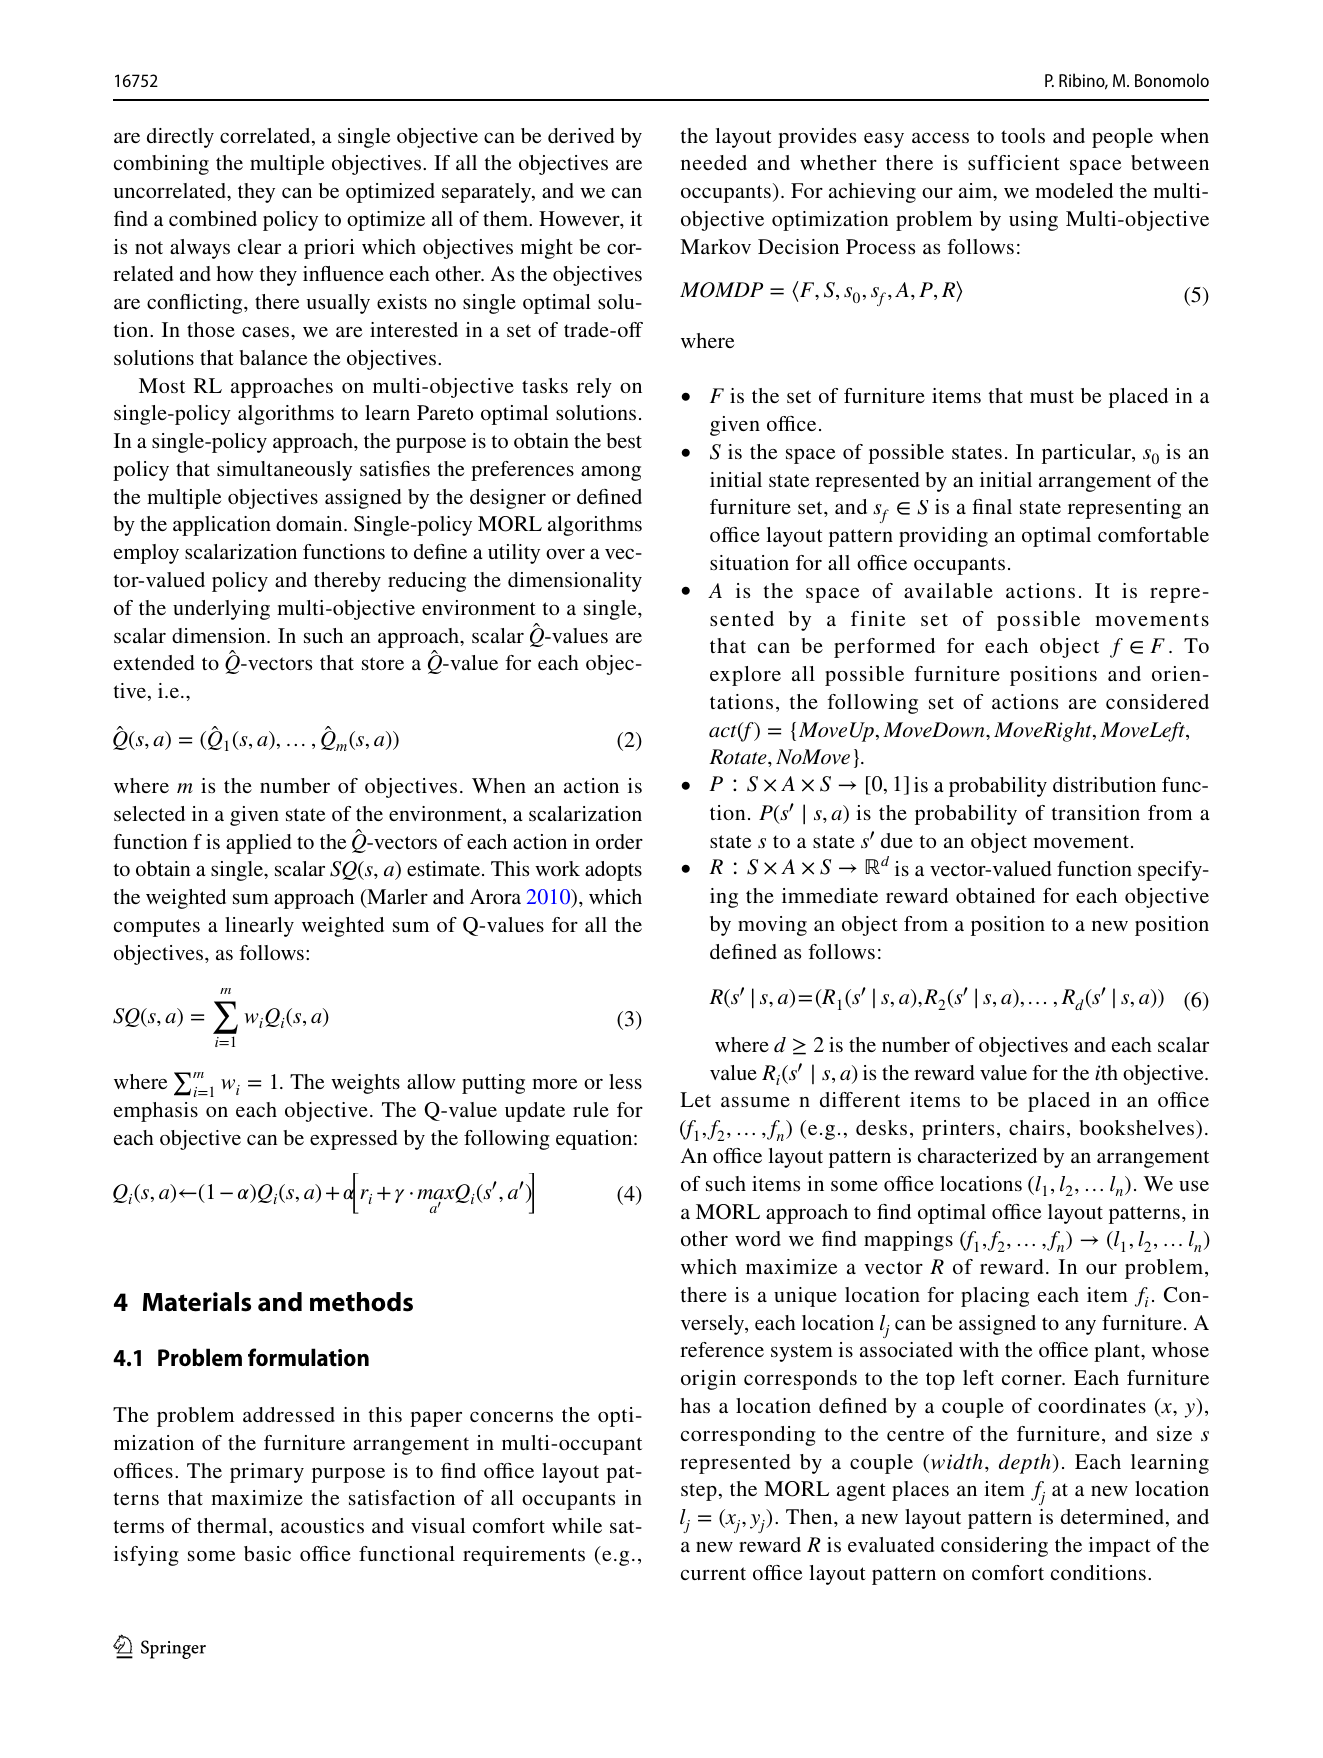 16752
P. Ribino, M. Bonomolo
are directly correlated, a single objective can be derived by
combining the multiple objectives. If all the objectives are
uncorrelated, they can be optimized separately, and we can
find a combined policy to optimize all of them. However, it
is not always clear a priori which objectives might be cor-
related and how they influence each other. As the objectives
are conflicting, there usually exists no single optimal solu-
tion. In those cases, we are interested in a set of trade-off
solutions that balance the objectives.
Most RL approaches on multi-objective tasks rely on
single-policy algorithms to learn Pareto optimal solutions.
In a single-policy approach, the purpose is to obtain the best
policy that simultaneously satisfies the preferences among
the multiple objectives assigned by the designer or defined
by the application domain. Single-policy MORL algorithms
employ scalarization functions to define a utility over a vec-
tor-valued policy and thereby reducing the dimensionality
of the underlying multi-objective environment to a single,
scalar dimension. In such an approach, scalar Q̂-values are
extended to Q̂-vectors that store a Q̂-value for each objec-
tive, i.e.,
Q̂(s, a) = (Q̂₁(s, a), … , Q̂ₘ(s, a)) (2)
where m is the number of objectives. When an action is
selected in a given state of the environment, a scalarization
function f is applied to the Q̂-vectors of each action in order
to obtain a single, scalar SQ(s, a) estimate. This work adopts
the weighted sum approach (Marler and Arora 2010), which
computes a linearly weighted sum of Q-values for all the
objectives, as follows:
SQ(s, a) = ∑_{i=1}^{m} wᵢQᵢ(s, a) (3)
where ∑_{i=1}^{m} wᵢ = 1. The weights allow putting more or less
emphasis on each objective. The Q-value update rule for
each objective can be expressed by the following equation:
Qᵢ(s, a)←(1 − α)Qᵢ(s, a) + α[rᵢ + γ · max_{a′}Qᵢ(s′, a′)] (4)
4 Materials and methods
4.1 Problem formulation
The problem addressed in this paper concerns the opti-
mization of the furniture arrangement in multi-occupant
offices. The primary purpose is to find office layout pat-
terns that maximize the satisfaction of all occupants in
terms of thermal, acoustics and visual comfort while sat-
isfying some basic office functional requirements (e.g.,
the layout provides easy access to tools and people when
needed and whether there is sufficient space between
occupants). For achieving our aim, we modeled the multi-
objective optimization problem by using Multi-objective
Markov Decision Process as follows:
MOMDP = ⟨F, S, s₀, s_f, A, P, R⟩ (5)
where
• F is the set of furniture items that must be placed in a
given office.
• S is the space of possible states. In particular, s₀ is an
initial state represented by an initial arrangement of the
furniture set, and s_f ∈ S is a final state representing an
office layout pattern providing an optimal comfortable
situation for all office occupants.
• A is the space of available actions. It is repre-
sented by a finite set of possible movements
that can be performed for each object f ∈ F. To
explore all possible furniture positions and orien-
tations, the following set of actions are considered
act(f) = {MoveUp, MoveDown, MoveRight, MoveLeft,
Rotate, NoMove}.
• P : S × A × S → [0, 1] is a probability distribution func-
tion. P(s′ | s, a) is the probability of transition from a
state s to a state s′ due to an object movement.
• R : S × A × S → ℝᵈ is a vector-valued function specify-
ing the immediate reward obtained for each objective
by moving an object from a position to a new position
defined as follows:
R(s′ | s, a)=(R₁(s′ | s, a),R₂(s′ | s, a),… , R_d(s′ | s, a)) (6)
where d ≥ 2 is the number of objectives and each scalar
value Rᵢ(s′ | s, a) is the reward value for the ith objective.
Let assume n different items to be placed in an office
(f₁,f₂, … ,fₙ) (e.g., desks, printers, chairs, bookshelves).
An office layout pattern is characterized by an arrangement
of such items in some office locations (l₁, l₂, … lₙ). We use
a MORL approach to find optimal office layout patterns, in
other word we find mappings (f₁,f₂, … ,fₙ) → (l₁, l₂, … lₙ)
which maximize a vector R of reward. In our problem,
there is a unique location for placing each item fᵢ. Con-
versely, each location lⱼ can be assigned to any furniture. A
reference system is associated with the office plant, whose
origin corresponds to the top left corner. Each furniture
has a location defined by a couple of coordinates (x, y),
corresponding to the centre of the furniture, and size s
represented by a couple (width, depth). Each learning
step, the MORL agent places an item fⱼ at a new location
lⱼ = (xⱼ, yⱼ). Then, a new layout pattern is determined, and
a new reward R is evaluated considering the impact of the
current office layout pattern on comfort conditions.
Springer